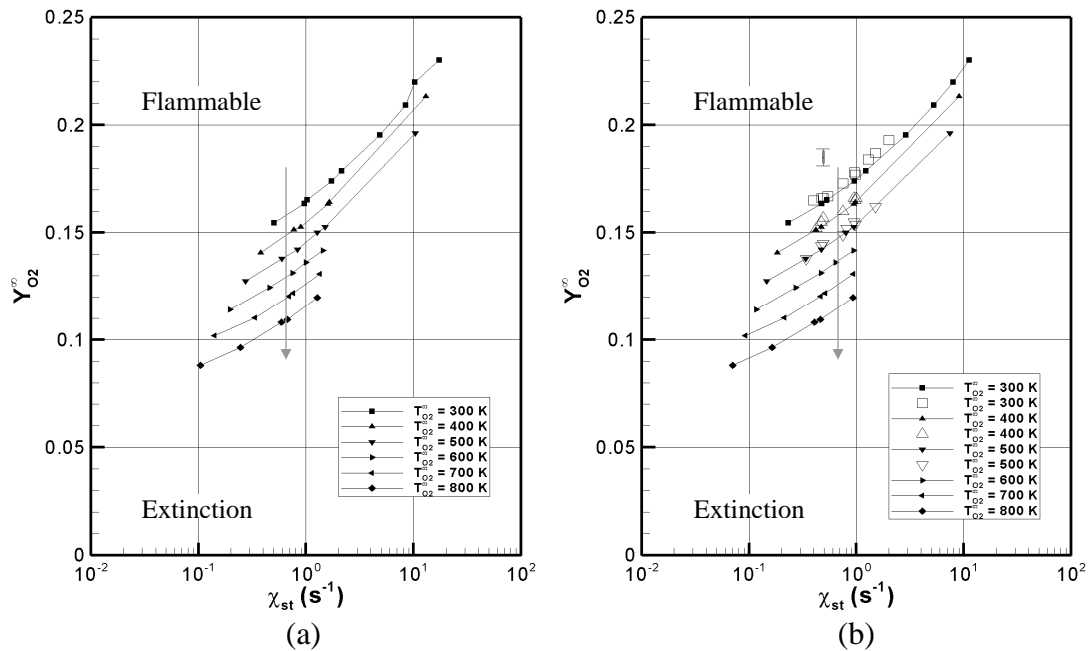 0.25
0.2
0.15
0.1
0.05
0
Y∞O2
Flammable
Extinction
T∞O2 = 300 K
T∞O2 = 400 K
T∞O2 = 500 K
T∞O2 = 600 K
T∞O2 = 700 K
T∞O2 = 800 K
10-2
10-1
100
101
102
χst (s-1)
(a)
0.25
0.2
0.15
0.1
0.05
0
Y∞O2
Flammable
Extinction
T∞O2 = 300 K
T∞O2 = 300 K
T∞O2 = 400 K
T∞O2 = 400 K
T∞O2 = 500 K
T∞O2 = 500 K
T∞O2 = 600 K
T∞O2 = 700 K
T∞O2 = 800 K
10-2
10-1
100
101
102
χst (s-1)
(b)